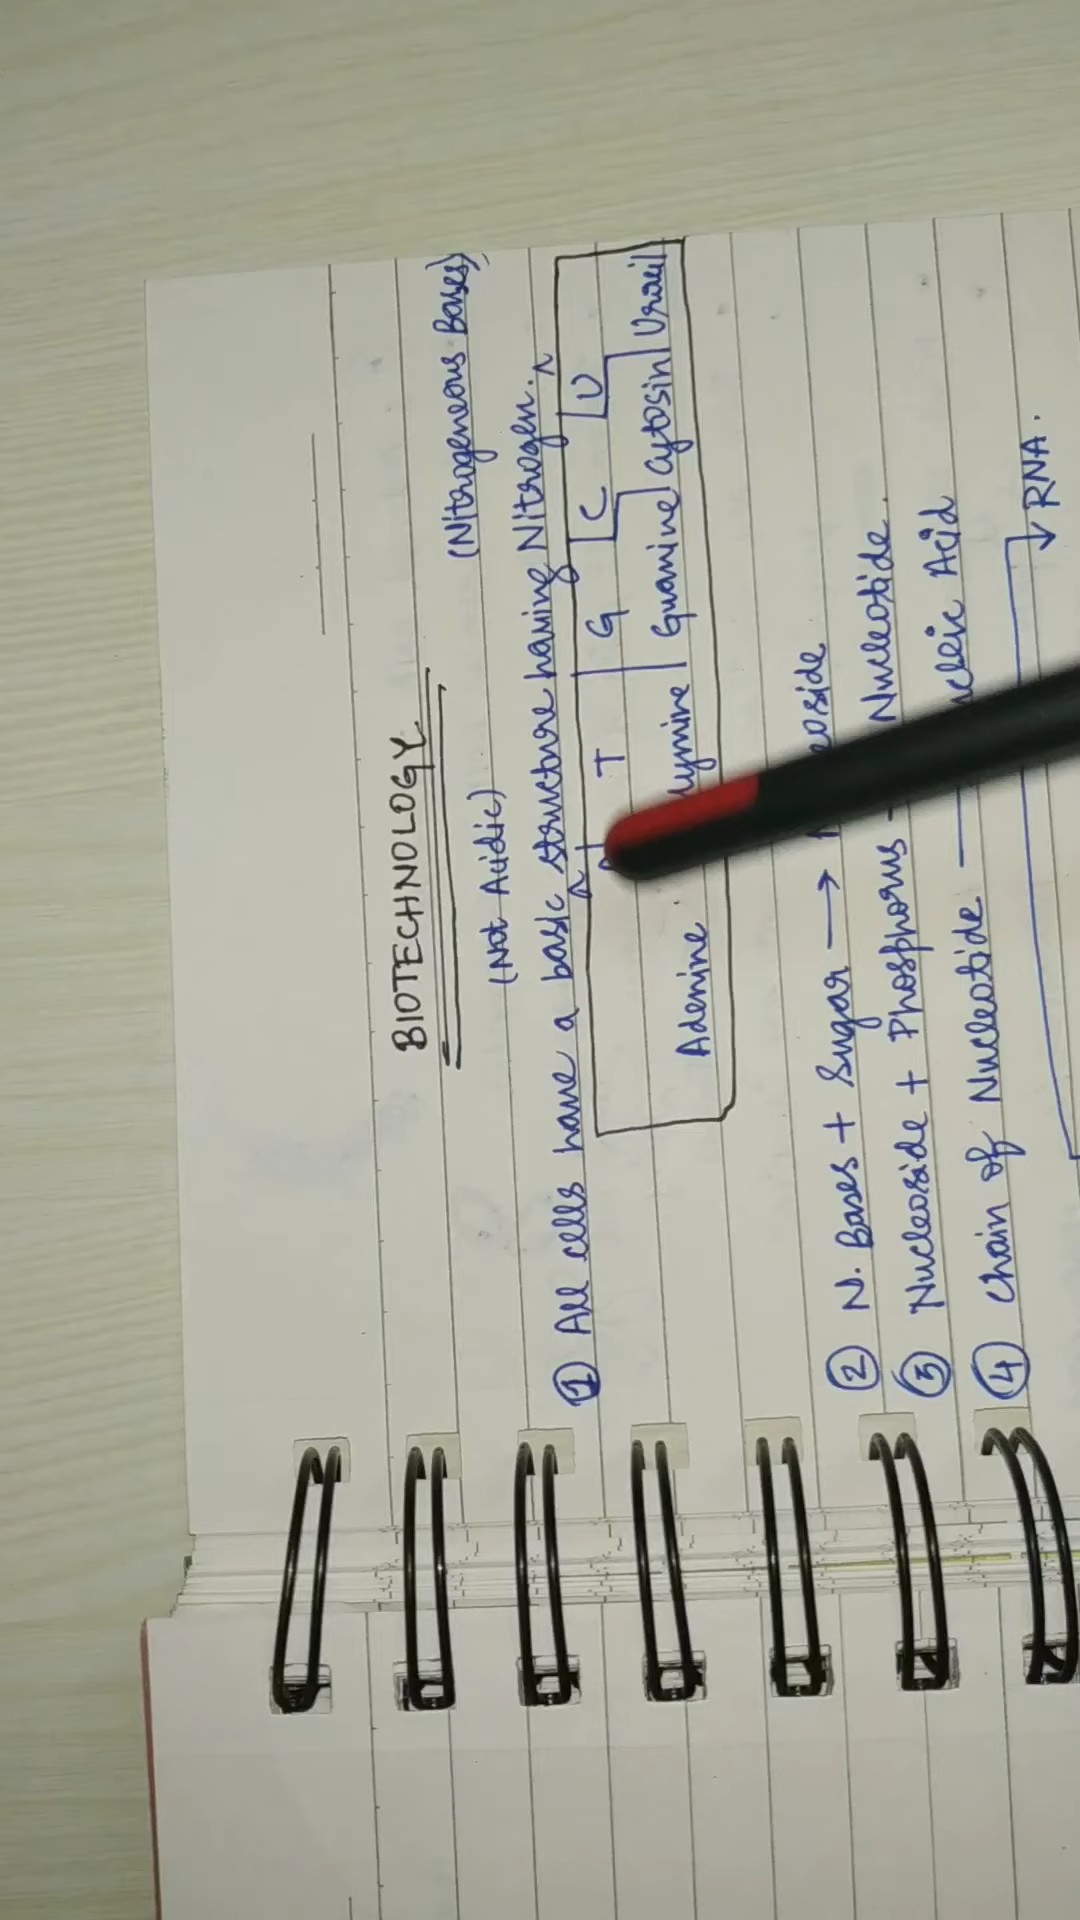 BIOTECHNOLOGY
(Not Acidic) (Nitrogeneous Bases)
① All cells have a basic structure having Nitrogen.
T G C U
Adenine Guanine Cytosin Uracil
② N. Bases + Sugar →
③ Nucleoside + Phosphorus Nucleotide.
④ Chain of Nucleotide Acid
RNA.